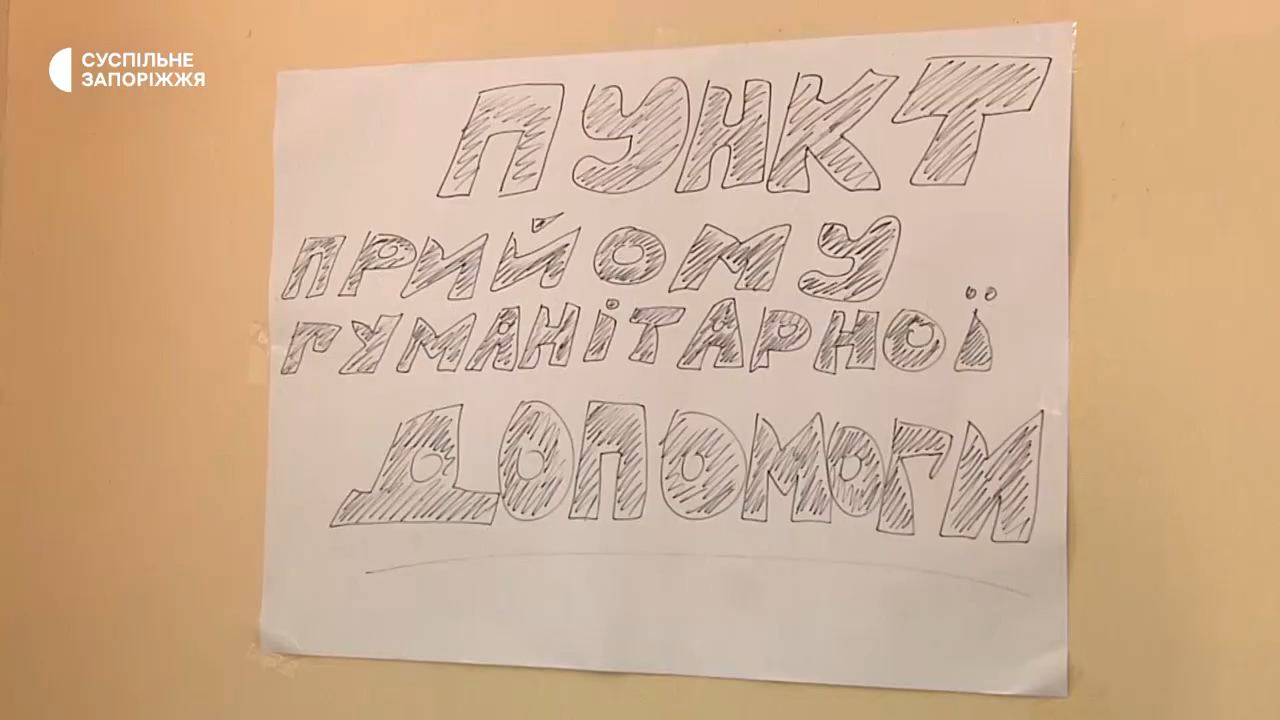 СУСПІЛЬНЕ
ЗАПОРІЖЖЯ
ПУНКТ
ПРИЙОМУ
ГУМАНіТАРНОЇ
ДОПОМОГИ